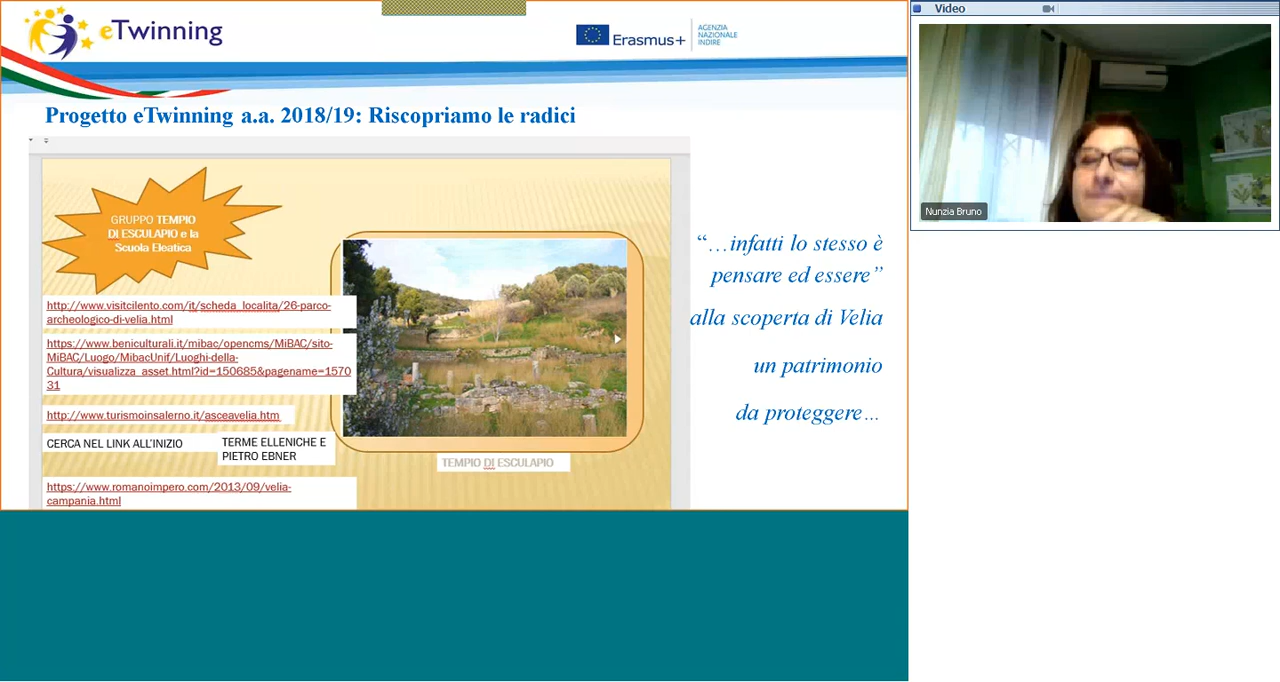 eTwinning
Erasmus+
AGENZIA
NAZIONALE
INDIRE
Progetto eTwinning a.a. 2018/19: Riscopriamo le radici
GRUPPO TEMPIO
DI ESCULAPIO e la
Scuola Eleatica
http://www.visitcilento.com/it/scheda_localita/26-parco-
archeologico-di-velia.html
https://www.beniculturali.it/mibac/opencms/MiBAC/sito-
MiBAC/Luogo/MibacUnif/Luoghi-della-
Cultura/visualizza_asset.html?id=150685&pagename=1570
31
http://www.turismoinsalerno.it/asceavelia.htm
CERCA NEL LINK ALL'INIZIO
TERME ELLENICHE E
PIETRO EBNER
https://www.romanoimpero.com/2013/09/velia-
campania.html
TEMPIO DI ESCULAPIO
“…infatti lo stesso è
pensare ed essere”
alla scoperta di Velia
un patrimonio
da proteggere…
Video
Nunzia Bruno